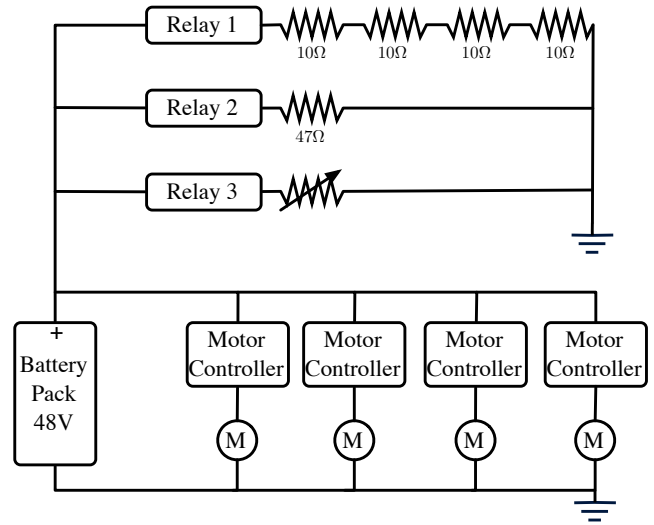 Relay 1
10Ω 10Ω 10Ω 10Ω
Relay 2
47Ω
Relay 3
+
Battery
Pack
48V
Motor
Controller
Motor
Controller
Motor
Controller
Motor
Controller
M M M M